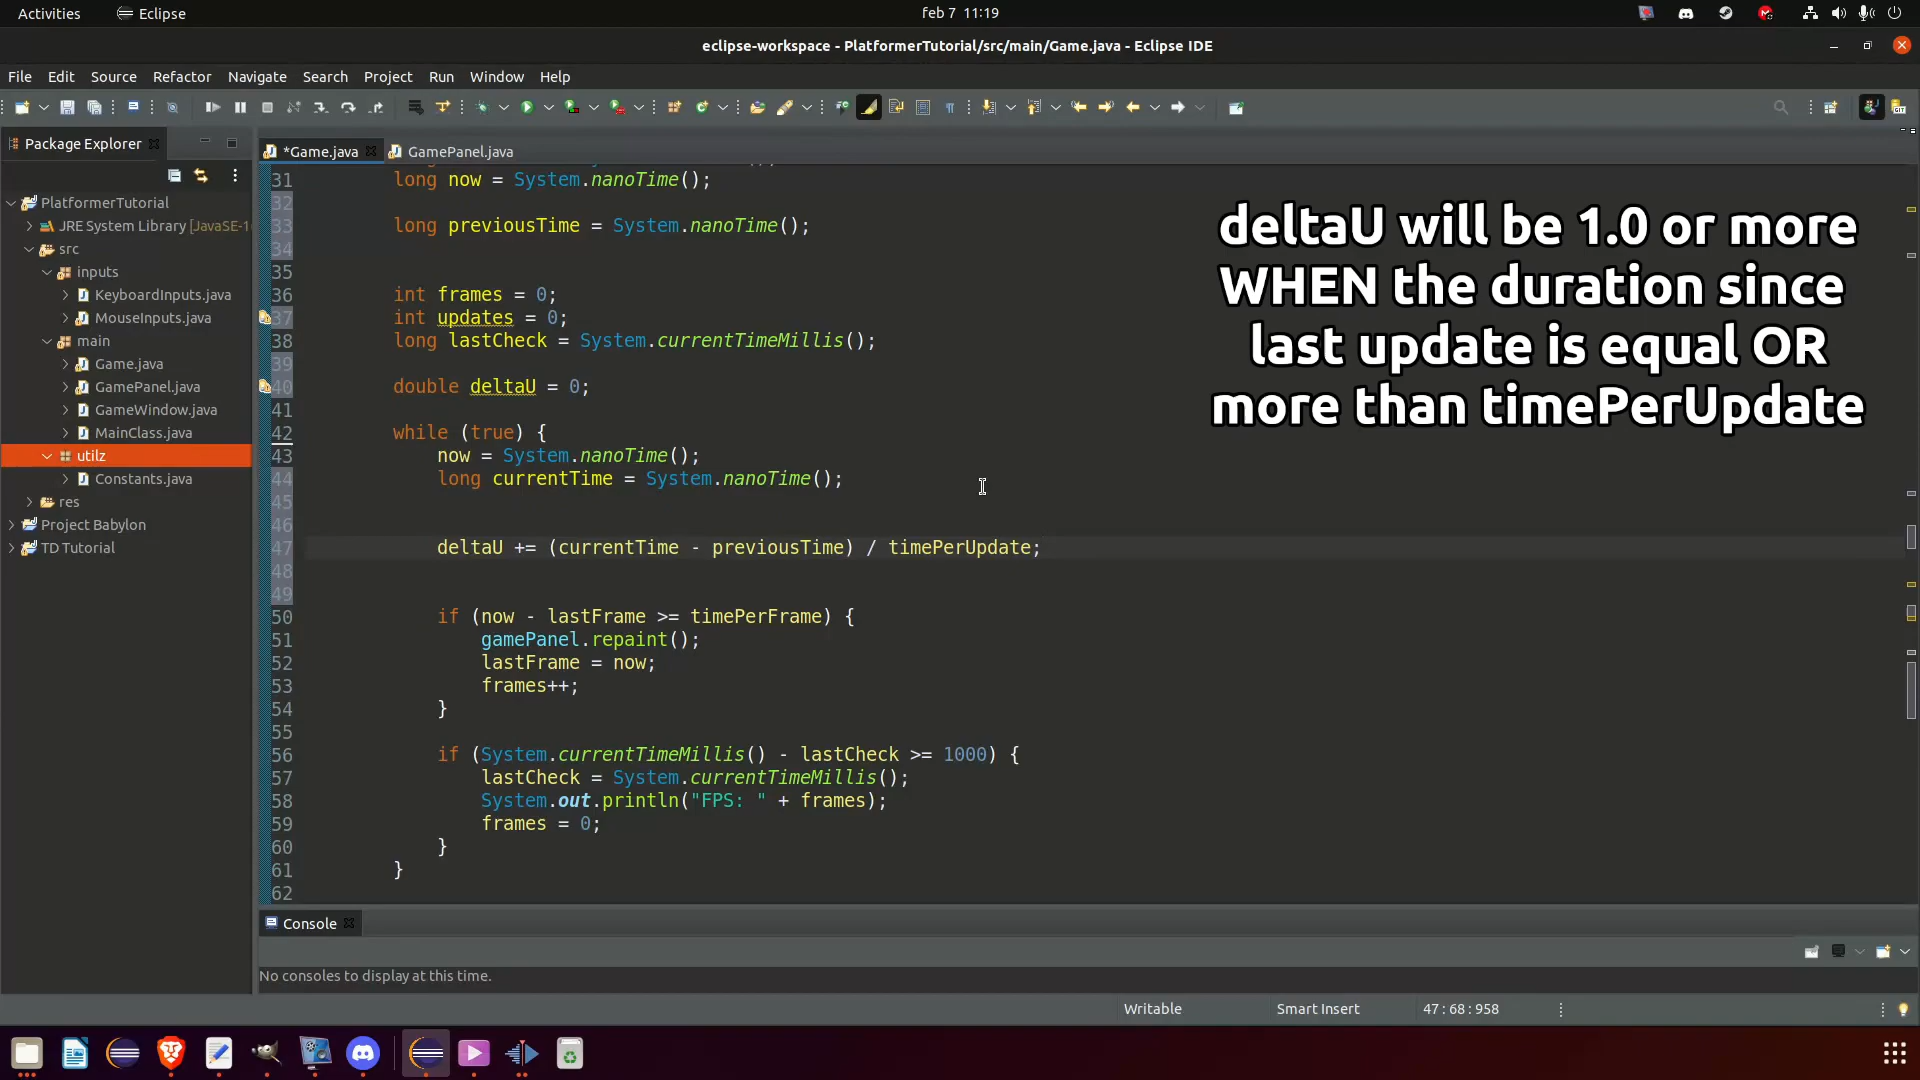 Activities
Eclipse
feb 7 11:19
eclipse-workspace - PlatformerTutorial/src/main/Game.java - Eclipse IDE
File Edit Source Refactor Navigate Search Project Run Window Help
Package Explorer
*Game.java
GamePanel.java
PlatformerTutorial
JRE System Library [JavaSE-1
src
inputs
KeyboardInputs.java
MouseInputs.java
main
Game.java
GamePanel.java
GameWindow.java
MainClass.java
utilz
Constants.java
res
Project Babylon
TD Tutorial
31 long now = System.nanoTime();
32
33 long previousTime = System.nanoTime();
34
35
36 int frames = 0;
37 int updates = 0;
38 long lastCheck = System.currentTimeMillis();
39
40 double deltaU = 0;
41
42 while (true) {
43 now = System.nanoTime();
44 long currentTime = System.nanoTime();
45
46
47 deltaU += (currentTime - previousTime) / timePerUpdate;
48
49
50 if (now - lastFrame >= timePerFrame) {
51 gamePanel.repaint();
52 lastFrame = now;
53 frames++;
54 }
55
56 if (System.currentTimeMillis() - lastCheck >= 1000) {
57 lastCheck = System.currentTimeMillis();
58 System.out.println("FPS: " + frames);
59 frames = 0;
60 }
61 }
62
deltaU will be 1.0 or more
WHEN the duration since
last update is equal OR
more than timePerUpdate
Console
No consoles to display at this time.
Writable
Smart Insert
47 : 68 : 958